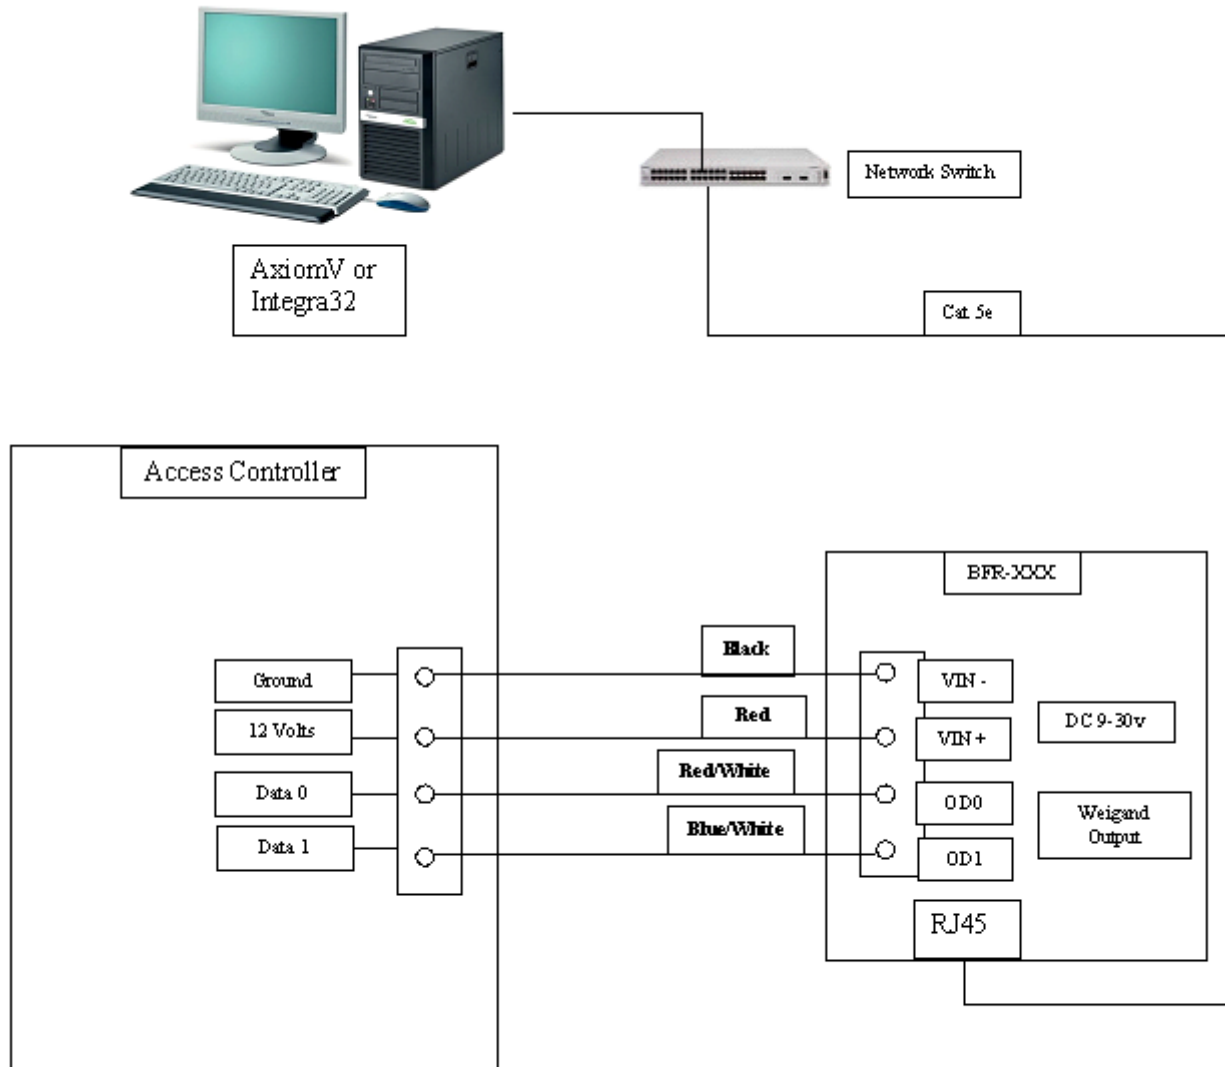 Network Switch
AxiomV or
Integra32
Cat. 5e
Access Controller
BFR-XXX
Black
Ground
VIN -
Red
DC 9-30v
12 Volts
VIN +
Red/White
Data 0
OD0
Weigand
Output
Blue/White
Data 1
OD1
RJ45